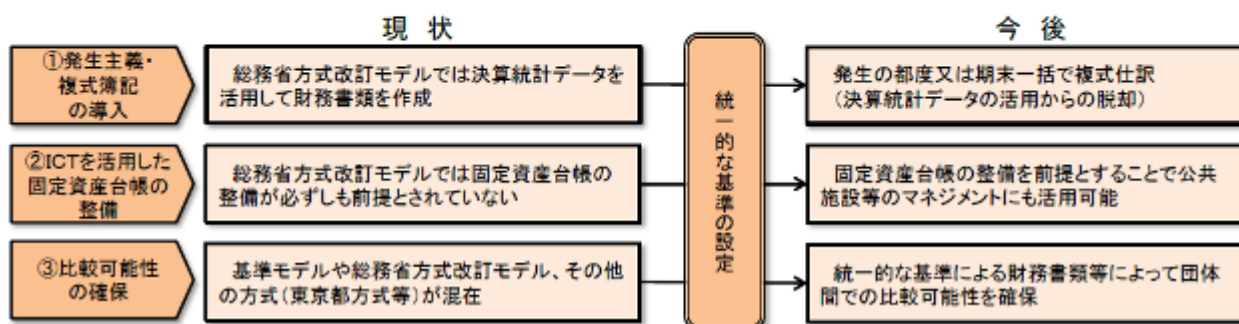 現 状
今 後
①発生主義・
複式簿記
の導入
総務省方式改訂モデルでは決算統計データを
活用して財務書類を作成
発生の都度又は期末一括で複式仕訳
(決算統計データの活用からの脱却)
②ICTを活用した
固定資産台帳の
整備
総務省方式改訂モデルでは固定資産台帳の
整備が必ずしも前提とされていない
固定資産台帳の整備を前提とすることで公共
施設等のマネジメントにも活用可能
③比較可能性
の確保
基準モデルや総務省方式改訂モデル、その他
の方式(東京都方式等)が混在
統一的な基準による財務書類等によって団体
間での比較可能性を確保
統一的な基準の設定